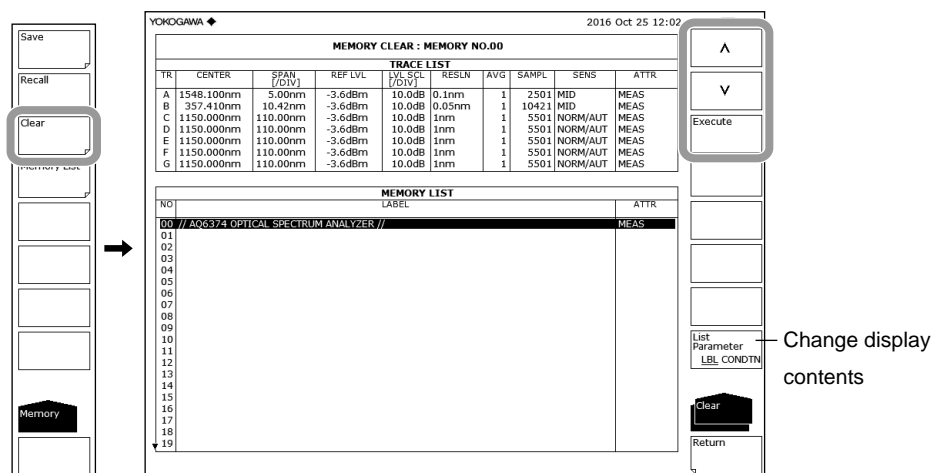 YOKOGAWA
2016 Oct 25 12:02
Save
Recall
Clear
Memory List
Memory
MEMORY CLEAR : MEMORY NO.00
TRACE LIST
TR CENTER SPAN [/DIV] REF LVL LVL SCL [/DIV] RESLN AVG SAMPL SENS ATTR
A 1548.100nm 5.00nm -3.6dBm 10.0dB 0.1nm 1 2501 MID MEAS
B 357.410nm 10.42nm -3.6dBm 10.0dB 0.05nm 1 10421 MID MEAS
C 1150.000nm 110.00nm -3.6dBm 10.0dB 1nm 1 5501 NORM/AUT MEAS
D 1150.000nm 110.00nm -3.6dBm 10.0dB 1nm 1 5501 NORM/AUT MEAS
E 1150.000nm 110.00nm -3.6dBm 10.0dB 1nm 1 5501 NORM/AUT MEAS
F 1150.000nm 110.00nm -3.6dBm 10.0dB 1nm 1 5501 NORM/AUT MEAS
G 1150.000nm 110.00nm -3.6dBm 10.0dB 1nm 1 5501 NORM/AUT MEAS
MEMORY LIST
NO LABEL ATTR
00 // AQ6374 OPTICAL SPECTRUM ANALYZER // MEAS
01
02
03
04
05
06
07
08
09
10
11
12
13
14
15
16
17
18
19
Execute
List
Parameter
LBL CONDTN
Clear
Return
Change display
contents